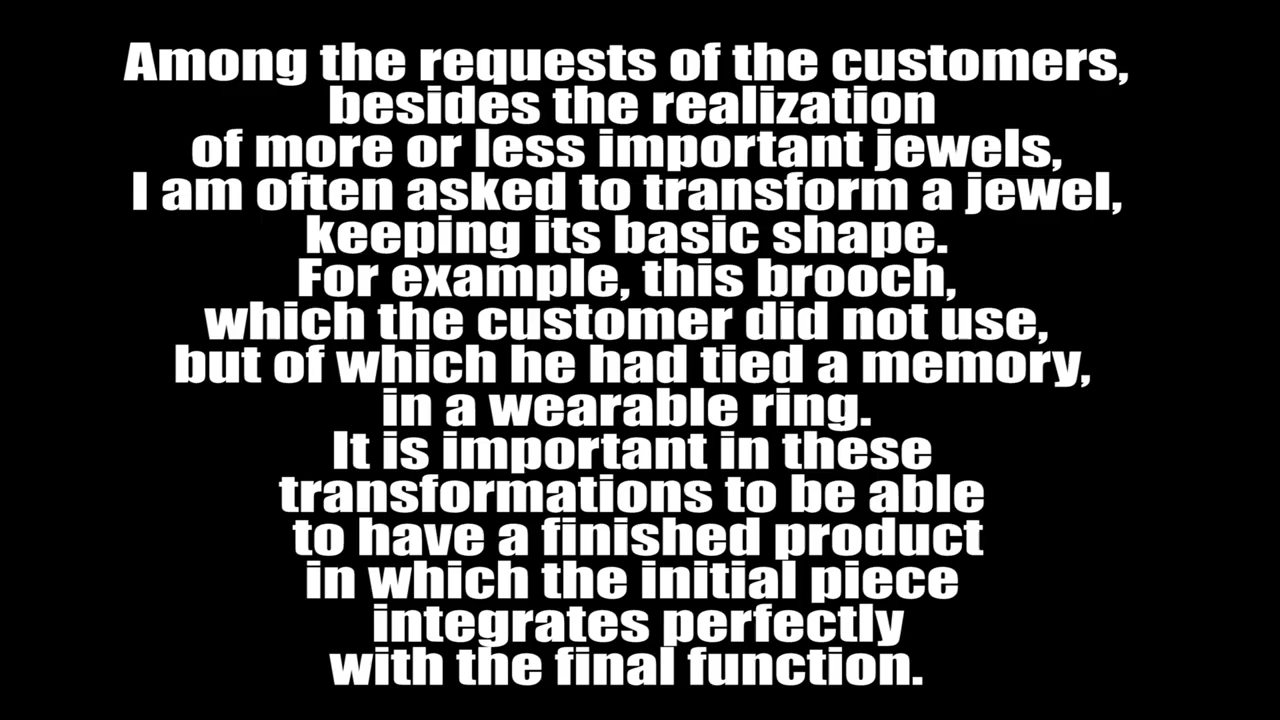 Among the requests of the customers,
besides the realization
of more or less important jewels,
I am often asked to transform a jewel,
keeping its basic shape.
For example, this brooch,
which the customer did not use,
but of which he had tied a memory,
in a wearable ring.
It is important in these
transformations to be able
to have a finished product
in which the initial piece
integrates perfectly
with the final function.